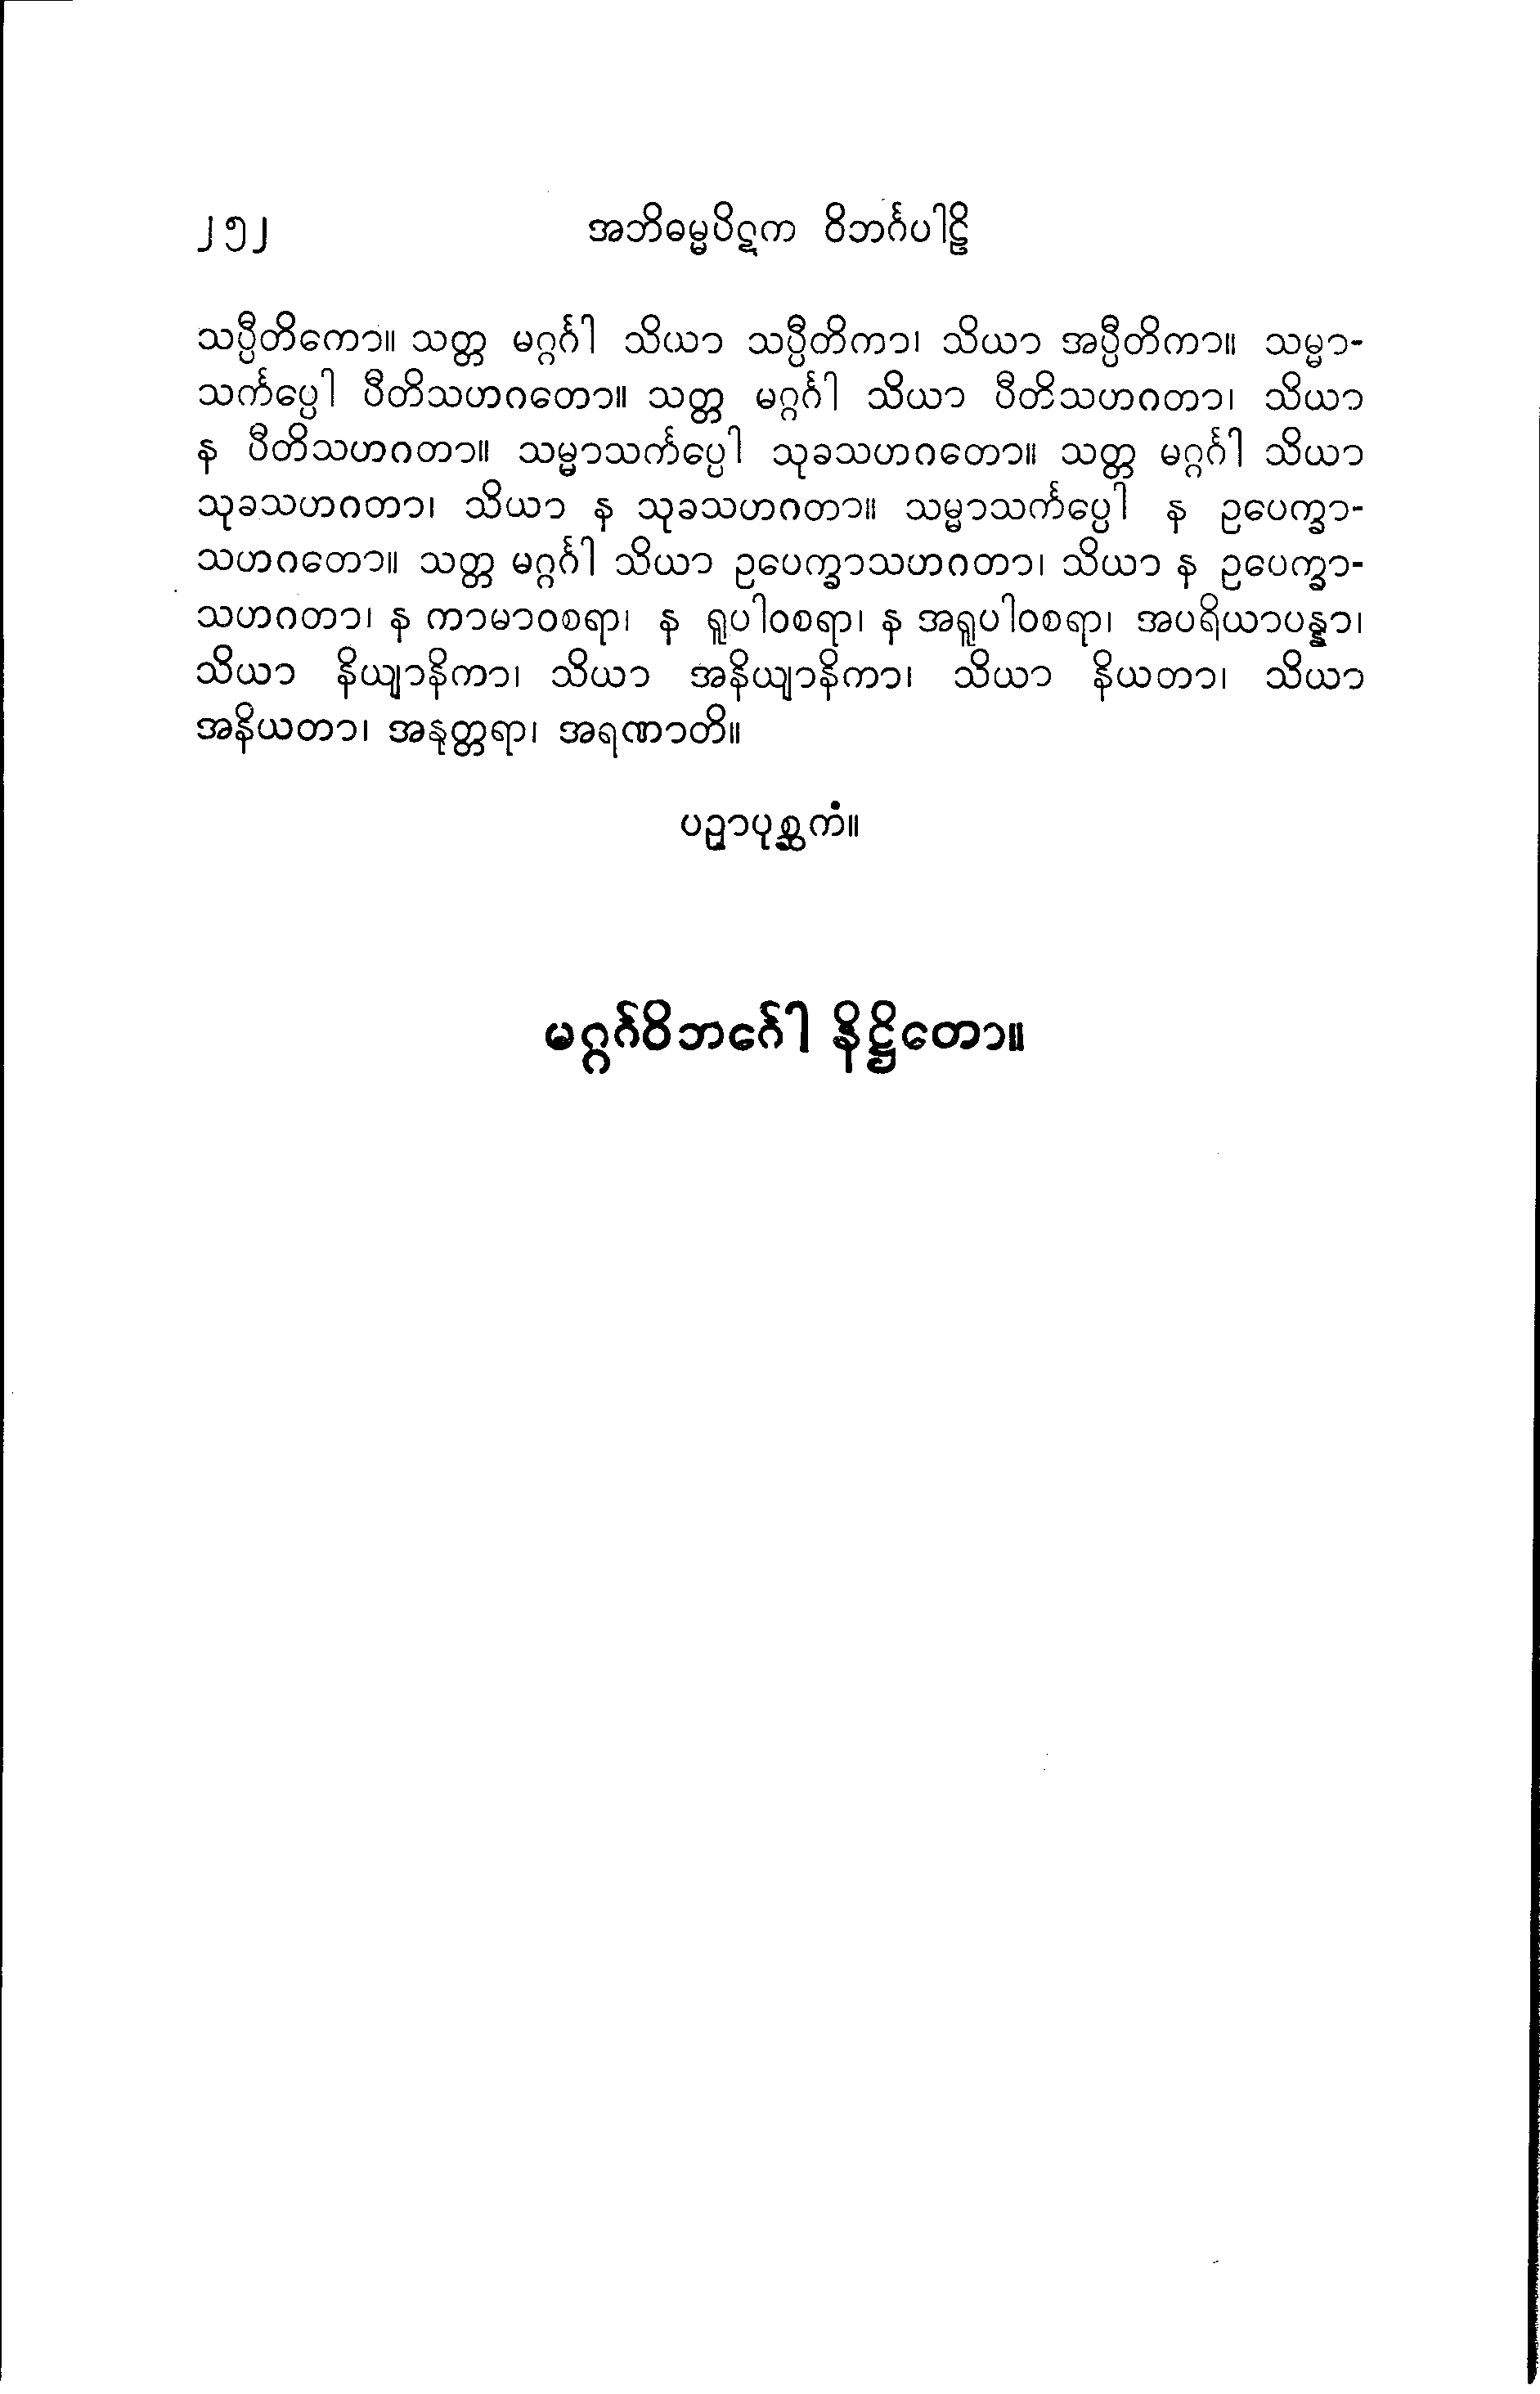 ၂၅၂ အဘိဓမ္မပိဋက ဝိဘင်္ဂပါဠိ
သပ္ပီတိကော။ သတ္တ မဂ္ဂင်္ဂါ သိယာ သပ္ပီတိကာ၊ သိယာ အပ္ပီတိကာ။ သမ္မာ-
သင်္ကပ္ပေါ ပီတိသဟဂတော။ သတ္တ မဂ္ဂင်္ဂါ သိယာ ပီတိသဟဂတာ၊ သိယာ
န ပီတိသဟဂတာ။ သမ္မာသင်္ကပ္ပေါ သုခသဟဂတော။ သတ္တ မဂ္ဂင်္ဂါ သိယာ
သုခသဟဂတာ၊ သိယာ န သုခသဟဂတာ။ သမ္မာသင်္ကပ္ပေါ န ဥပေက္ခာ-
သဟဂတော။ သတ္တ မဂ္ဂင်္ဂါ သိယာ ဥပေက္ခာသဟဂတာ၊ သိယာ န ဥပေက္ခာ-
သဟဂတာ၊ န ကာမာဝစရာ၊ န ရူပါဝစရာ၊ န အရူပါဝစရာ၊ အပရိယာပန္နာ၊
သိယာ နိယျာနိကာ၊ သိယာ အနိယျာနိကာ၊ သိယာ နိယတာ၊ သိယာ
အနိယတာ၊ အနုတ္တရာ၊ အရဏာတိ။
ပဉှာပုစ္ဆကံ။
မဂ္ဂင်္ဂဝိဘင်္ဂေါ နိဋ္ဌိတော။